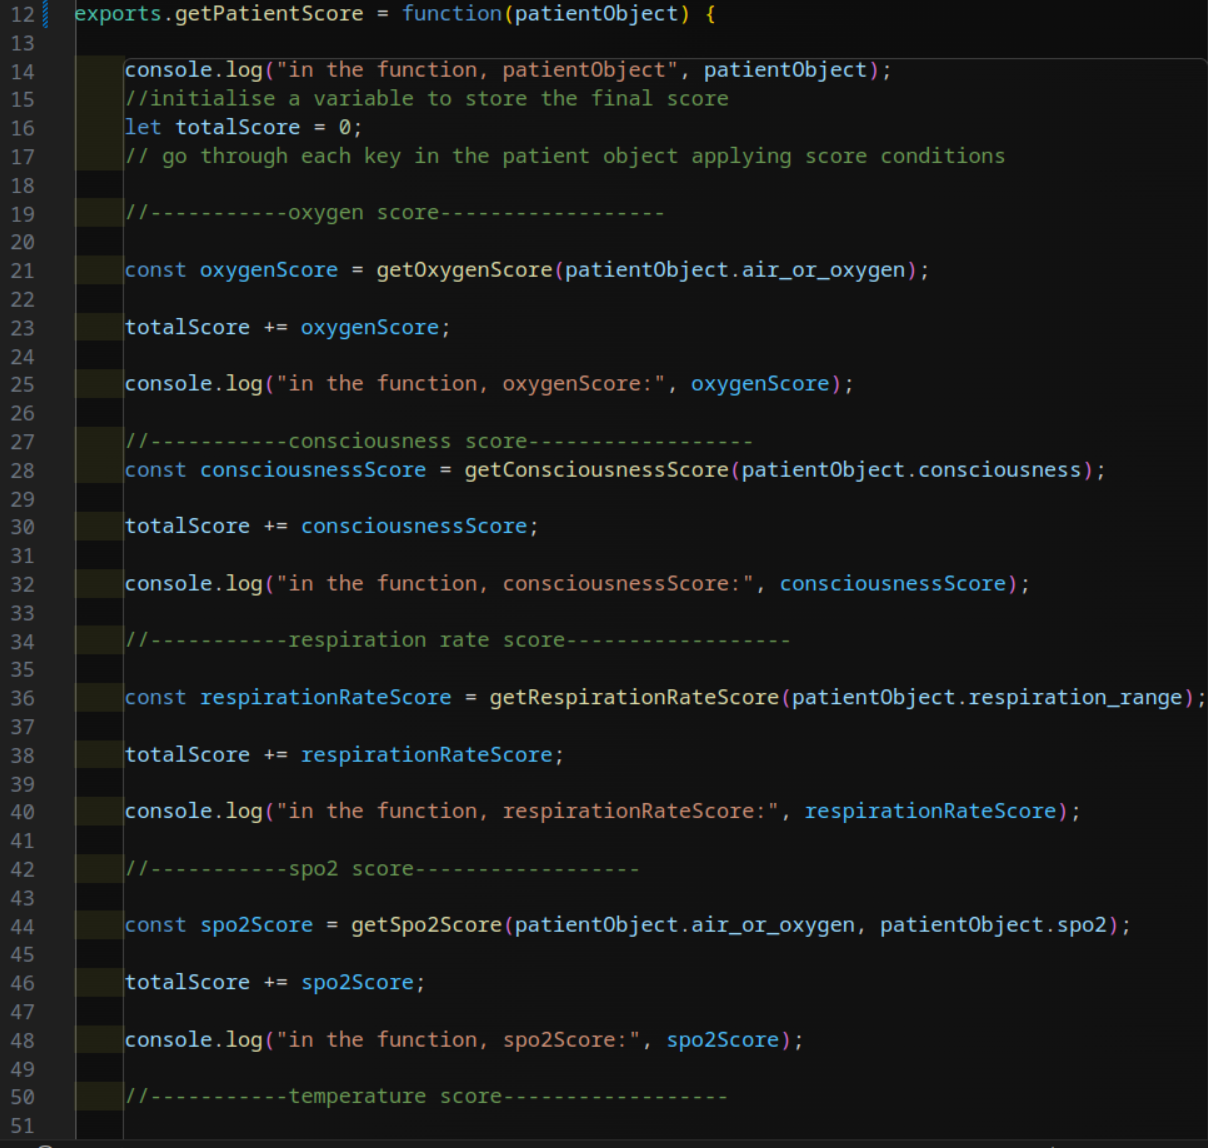 12 exports.getPatientScore = function(patientObject) {
13
14 console.log("in the function, patientObject", patientObject);
15 //initialise a variable to store the final score
16 let totalScore = 0;
17 // go through each key in the patient object applying score conditions
18
19 //-----------oxygen score------------------
20
21 const oxygenScore = getOxygenScore(patientObject.air_or_oxygen);
22
23 totalScore += oxygenScore;
24
25 console.log("in the function, oxygenScore:", oxygenScore);
26
27 //-----------consciousness score------------------
28 const consciousnessScore = getConsciousnessScore(patientObject.consciousness);
29
30 totalScore += consciousnessScore;
31
32 console.log("in the function, consciousnessScore:", consciousnessScore);
33
34 //-----------respiration rate score------------------
35
36 const respirationRateScore = getRespirationRateScore(patientObject.respiration_range);
37
38 totalScore += respirationRateScore;
39
40 console.log("in the function, respirationRateScore:", respirationRateScore);
41
42 //-----------spo2 score------------------
43
44 const spo2Score = getSpo2Score(patientObject.air_or_oxygen, patientObject.spo2);
45
46 totalScore += spo2Score;
47
48 console.log("in the function, spo2Score:", spo2Score);
49
50 //-----------temperature score------------------
51